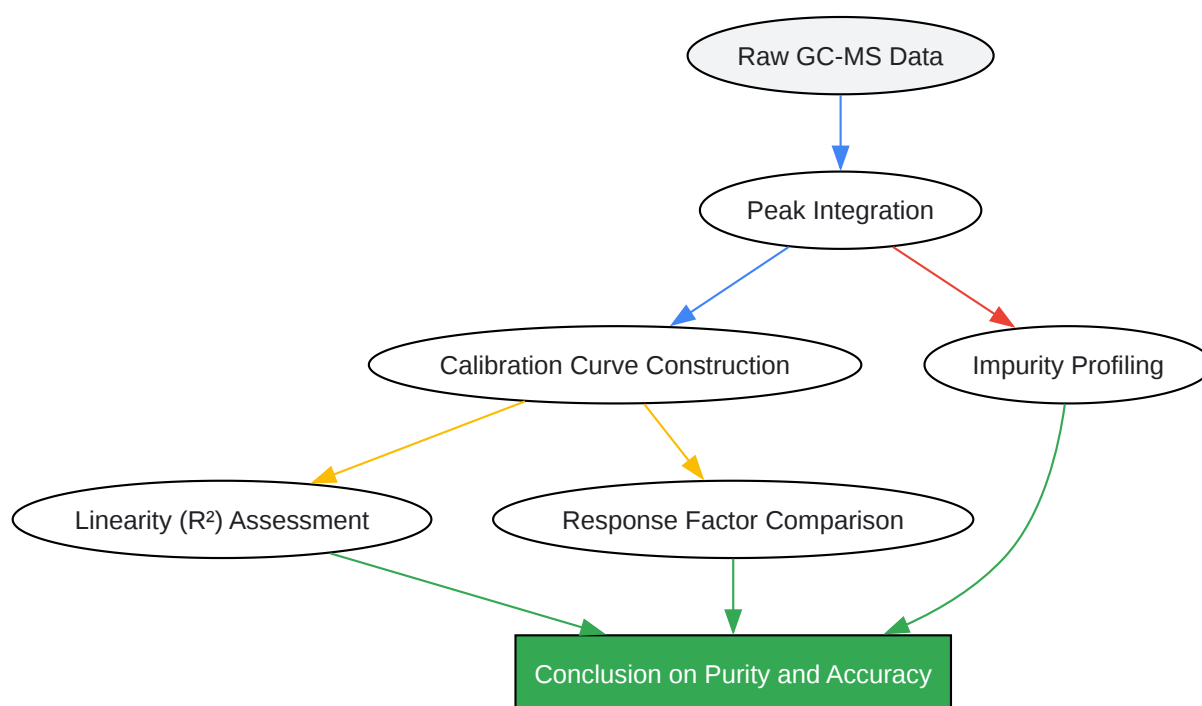 Raw GC-MS Data
Peak Integration
Calibration Curve Construction
Impurity Profiling
Linearity (R²) Assessment
Response Factor Comparison
Conclusion on Purity and Accuracy